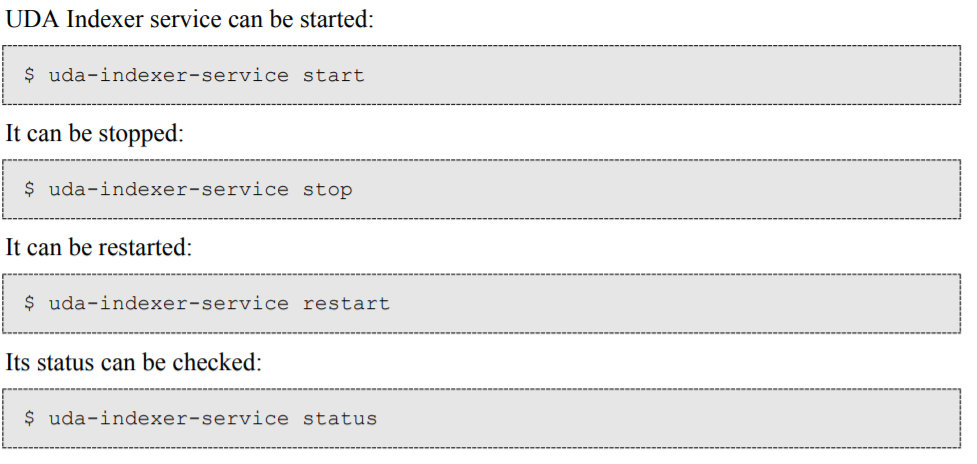 UDA Indexer service can be started:
$ uda-indexer-service start
It can be stopped:
$ uda-indexer-service stop
It can be restarted:
$ uda-indexer-service restart
Its status can be checked:
$ uda-indexer-service status